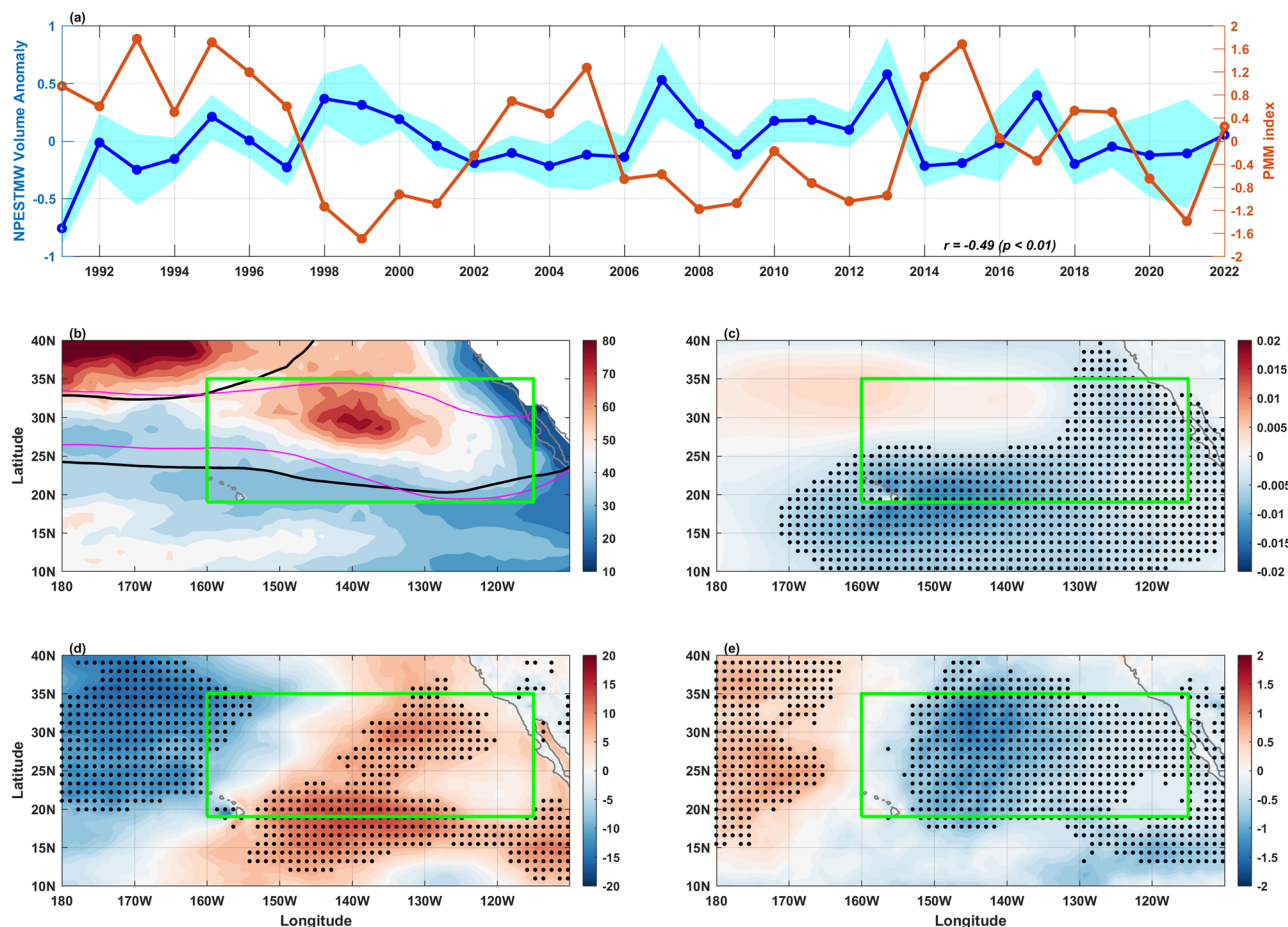 (a)
1
0.5
0
-0.5
-1
NPESTMW Volume Anomaly
2
1.6
1.2
0.8
0.4
0
-0.4
-0.8
-1.2
-1.6
-2
PMM index
r = -0.49 (p < 0.01)
1992 1994 1996 1998 2000 2002 2004 2006 2008 2010 2012 2014 2016 2018 2020 2022
(b)
40N
35N
30N
25N
20N
15N
10N
Latitude
180 170W 160W 150W 140W 130W 120W
80
70
60
50
40
30
20
10
(c)
40N
35N
30N
25N
20N
15N
10N
180 170W 160W 150W 140W 130W 120W
0.02
0.015
0.01
0.005
0
-0.005
-0.01
-0.015
-0.02
(d)
40N
35N
30N
25N
20N
15N
10N
Latitude
180 170W 160W 150W 140W 130W 120W
Longitude
20
15
10
5
0
-5
-10
-15
-20
(e)
40N
35N
30N
25N
20N
15N
10N
180 170W 160W 150W 140W 130W 120W
Longitude
2
1.5
1
0.5
0
-0.5
-1
-1.5
-2